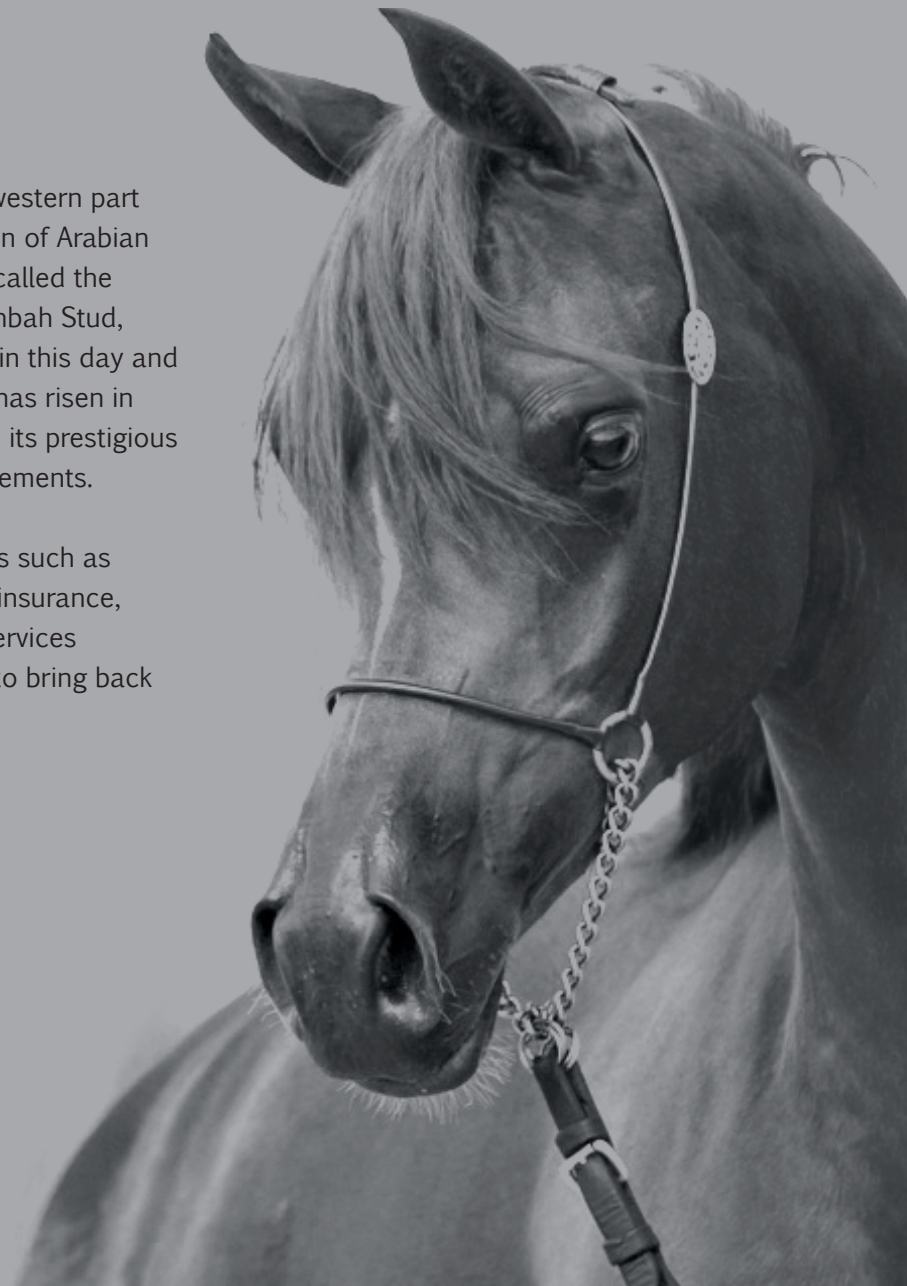 western part
n of Arabian
called the
nbah Stud,
in this day and
has risen in
its prestigious
ements.
s such as
insurance,
ervices
to bring back